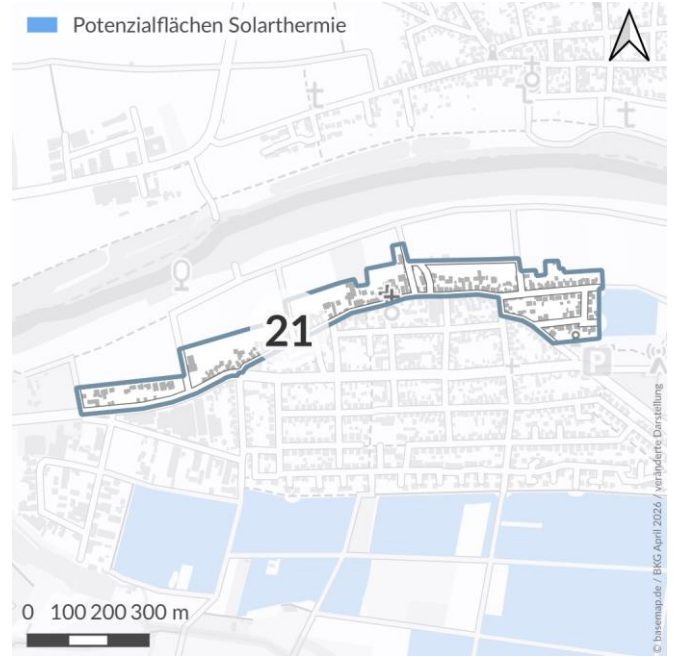 Potenzialflächen Solarthermie
21
P
0 100 200 300 m
© basemap.de / BKG April 2026 / veränderte Darstellung